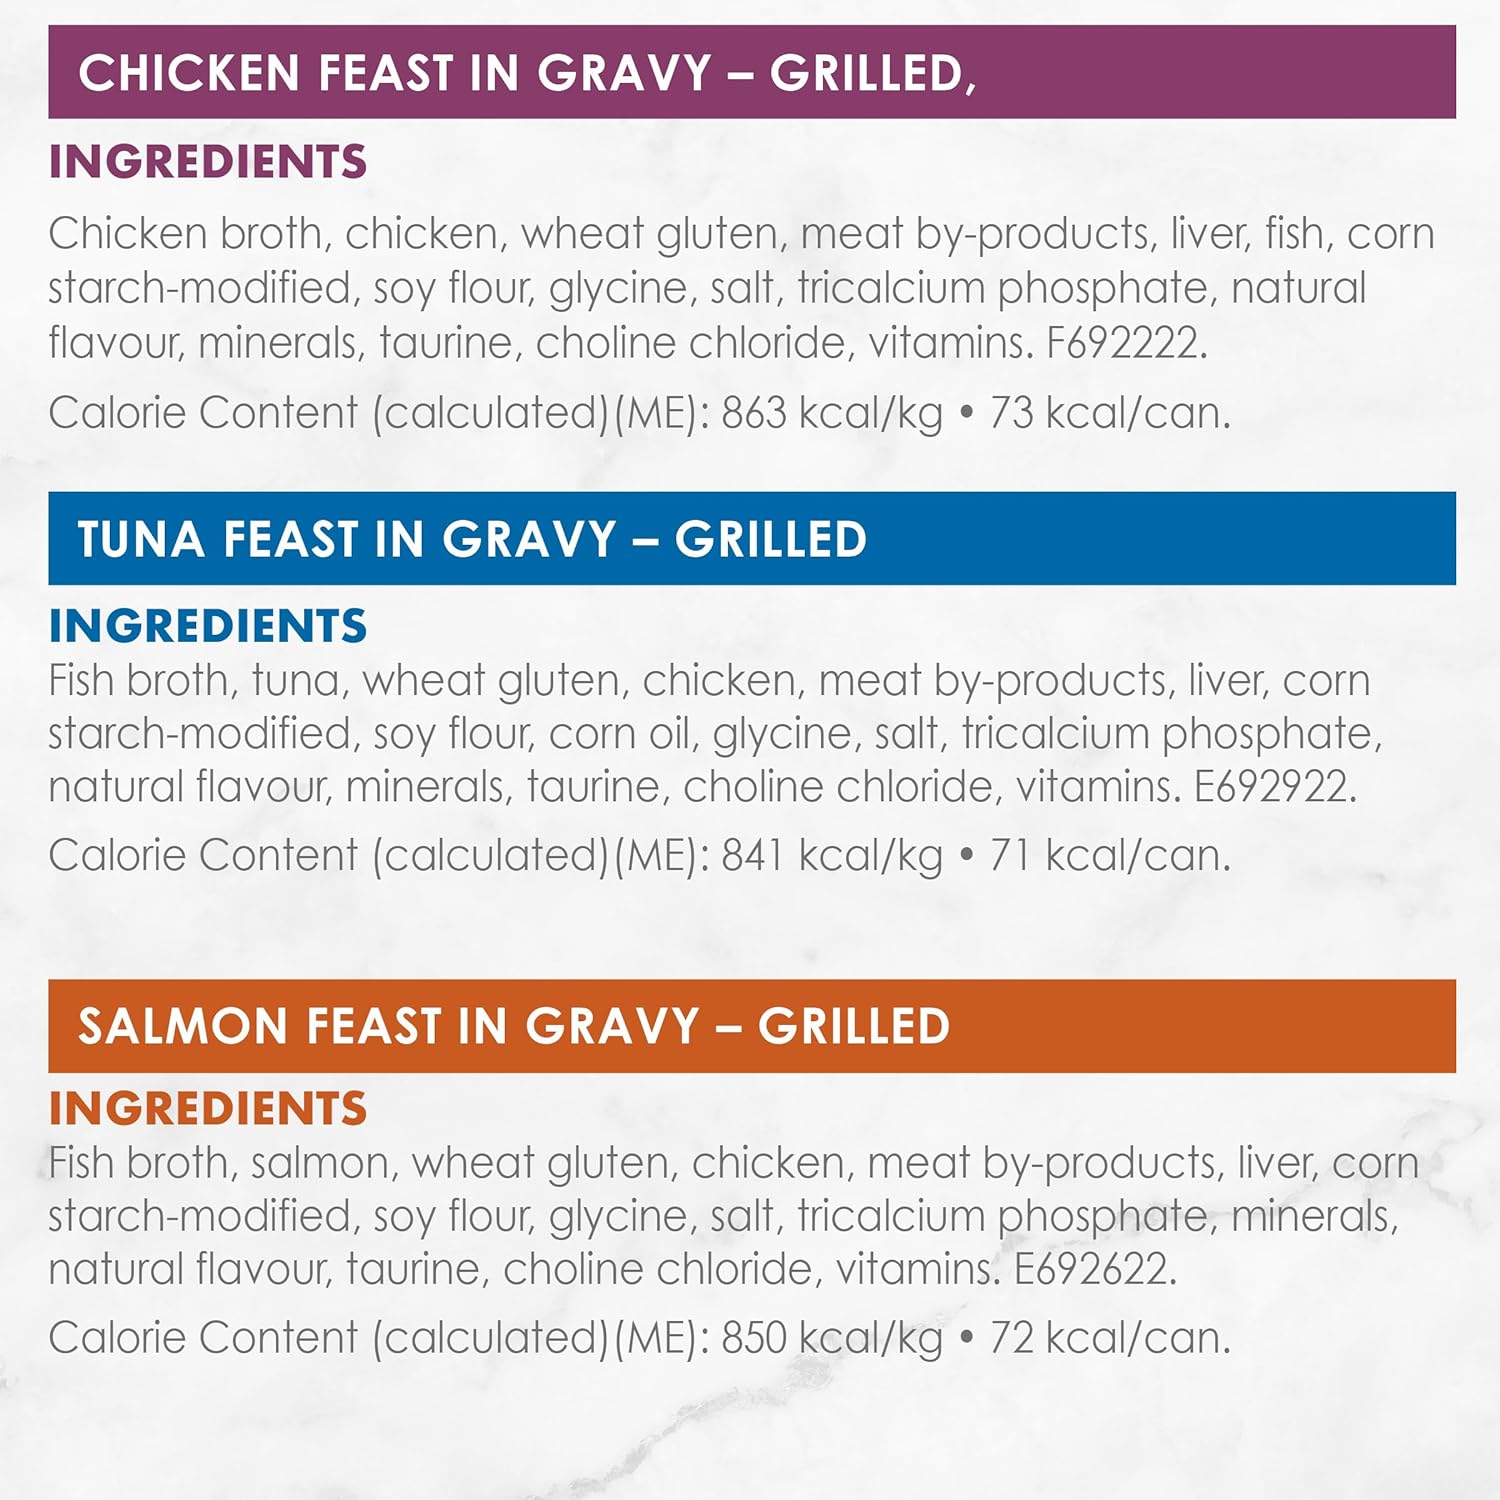 CHICKEN FEAST IN GRAVY – GRILLED,
INGREDIENTS
Chicken broth, chicken, wheat gluten, meat by-products, liver, fish, corn
starch-modified, soy flour, glycine, salt, tricalcium phosphate, natural
flavour, minerals, taurine, choline chloride, vitamins. F692222.
Calorie Content (calculated)(ME): 863 kcal/kg • 73 kcal/can.
TUNA FEAST IN GRAVY – GRILLED
INGREDIENTS
Fish broth, tuna, wheat gluten, chicken, meat by-products, liver, corn
starch-modified, soy flour, corn oil, glycine, salt, tricalcium phosphate,
natural flavour, minerals, taurine, choline chloride, vitamins. E692922.
Calorie Content (calculated)(ME): 841 kcal/kg • 71 kcal/can.
SALMON FEAST IN GRAVY – GRILLED
INGREDIENTS
Fish broth, salmon, wheat gluten, chicken, meat by-products, liver, corn
starch-modified, soy flour, glycine, salt, tricalcium phosphate, minerals,
natural flavour, taurine, choline chloride, vitamins. E692622.
Calorie Content (calculated)(ME): 850 kcal/kg • 72 kcal/can.